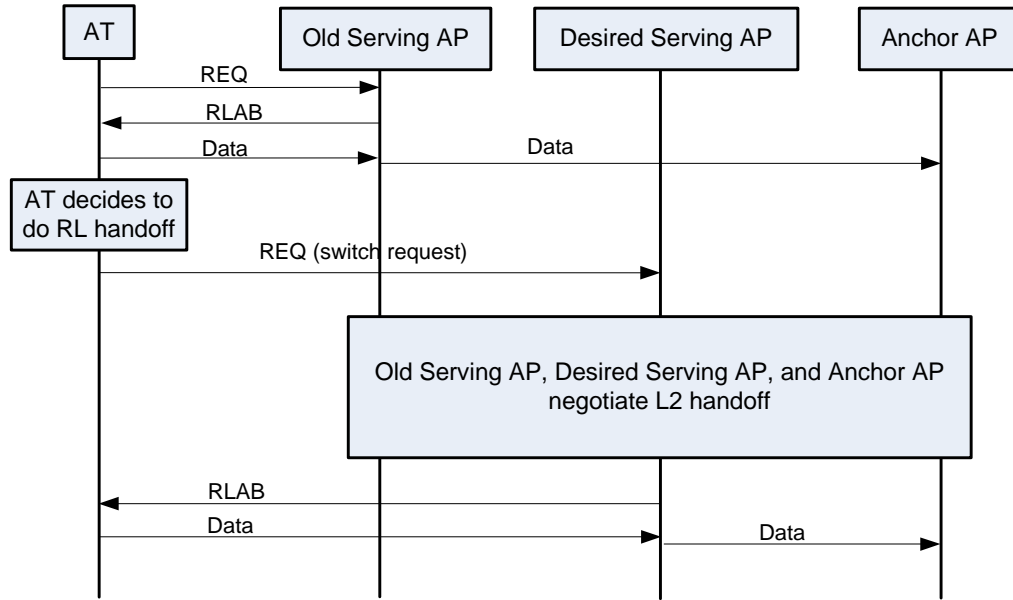 AT
Old Serving AP
Desired Serving AP
Anchor AP
REQ
RLAB
Data
Data
AT decides to
do RL handoff
REQ (switch request)
Old Serving AP, Desired Serving AP, and Anchor AP
negotiate L2 handoff
RLAB
Data
Data